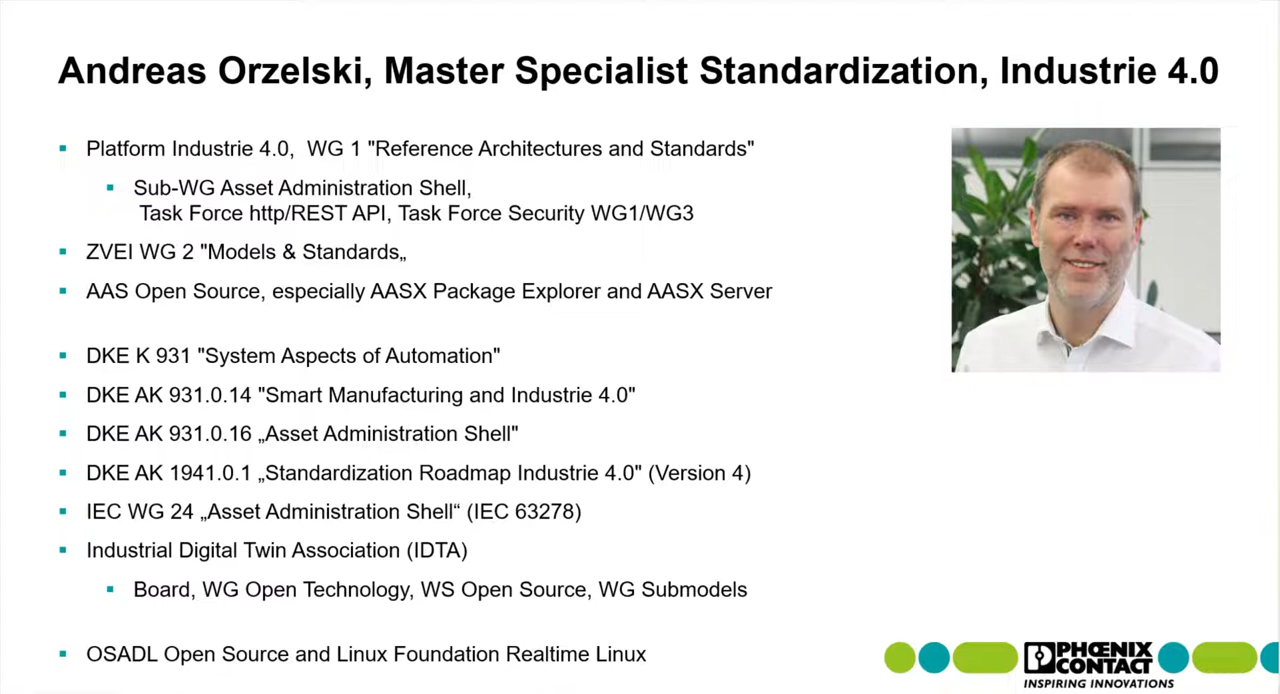 Andreas Orzelski, Master Specialist Standardization, Industrie 4.0
Platform Industrie 4.0, WG 1 "Reference Architectures and Standards"
Sub-WG Asset Administration Shell,
Task Force http/REST API, Task Force Security WG1/WG3
ZVEI WG 2 "Models & Standards„
AAS Open Source, especially AASX Package Explorer and AASX Server
DKE K 931 "System Aspects of Automation"
DKE AK 931.0.14 "Smart Manufacturing and Industrie 4.0"
DKE AK 931.0.16 „Asset Administration Shell"
DKE AK 1941.0.1 „Standardization Roadmap Industrie 4.0" (Version 4)
IEC WG 24 „Asset Administration Shell“ (IEC 63278)
Industrial Digital Twin Association (IDTA)
Board, WG Open Technology, WS Open Source, WG Submodels
OSADL Open Source and Linux Foundation Realtime Linux
PHŒNIX
CONTACT
INSPIRING INNOVATIONS